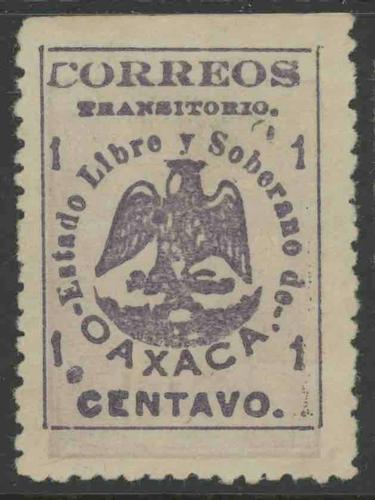 CORREOS
TRANSITORIO.
1 1
Estado Libre y Soberano de
OAXACA
1 1
CENTAVO.